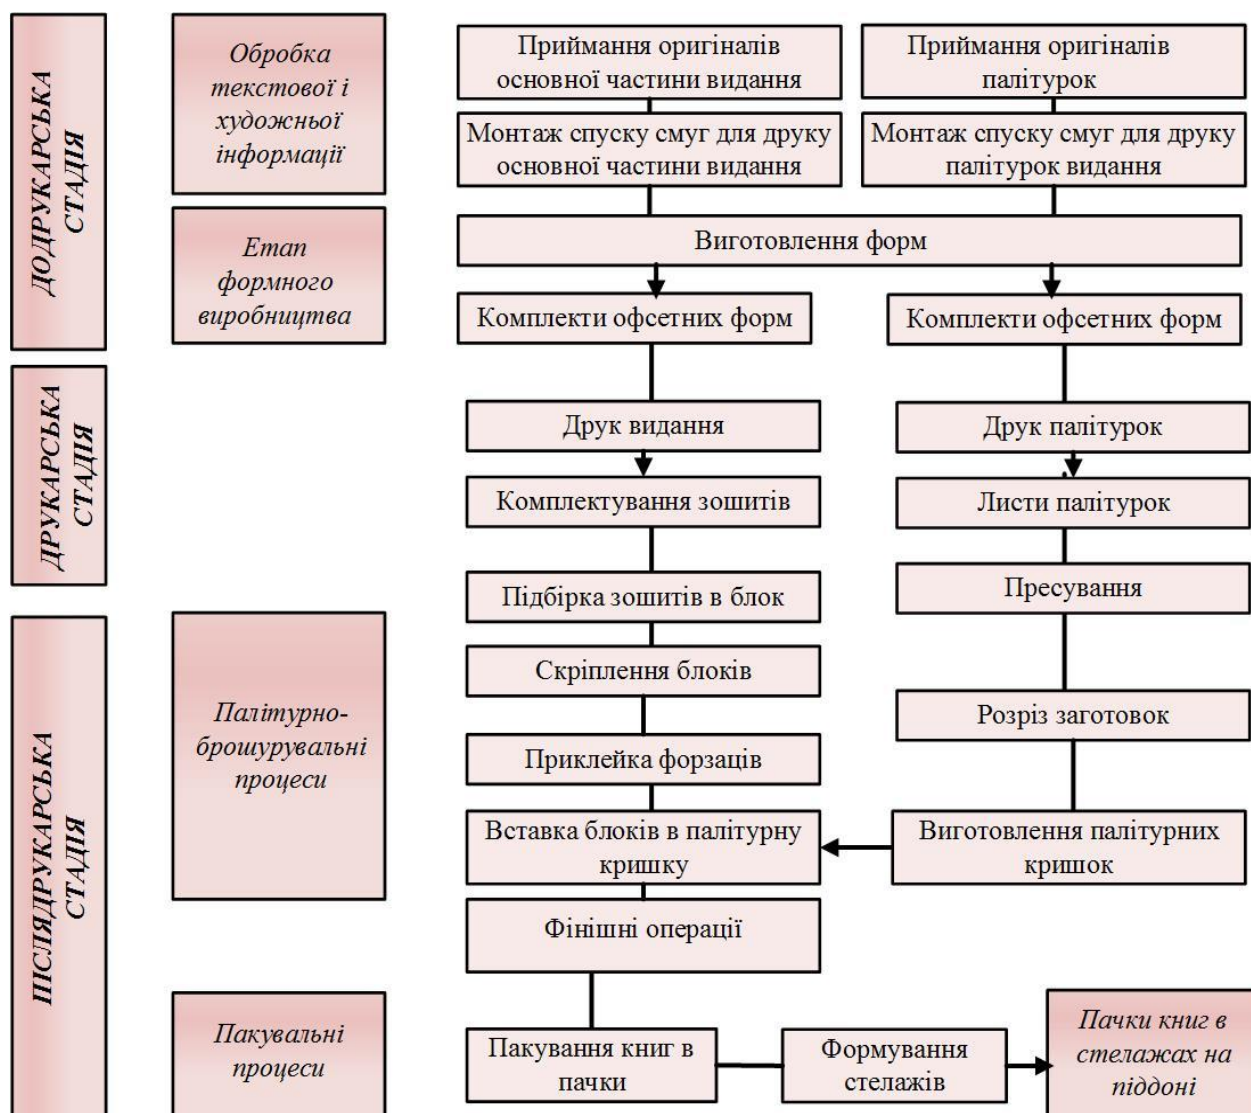 ДОДРУКАРСЬКА
СТАДІЯ
Обробка
текстової і
художньої
інформації
Приймання оригіналів
основної частини видання
Приймання оригіналів
палітурок
Монтаж спуску смуг для друку
основної частини видання
Монтаж спуску смуг для друку
палітурок видання
Етап
формного
виробництва
Виготовлення форм
Комплекти офсетних форм
Комплекти офсетних форм
ДРУКАРСЬКА
СТАДІЯ
Друк видання
Друк палітурок
Комплектування зошитів
Листи палітурок
Підбірка зошитів в блок
Пресування
ПІСЛЯДРУКАРСЬКА
СТАДІЯ
Палітурно-
брошурувальні
процеси
Скріплення блоків
Розріз заготовок
Приклейка форзаців
Вставка блоків в палітурну
кришку
Виготовлення палітурних
кришок
Фінішні операції
Пакувальні
процеси
Пакування книг в
пачки
Формування
стелажів
Пачки книг в
стелажах на
піддоні